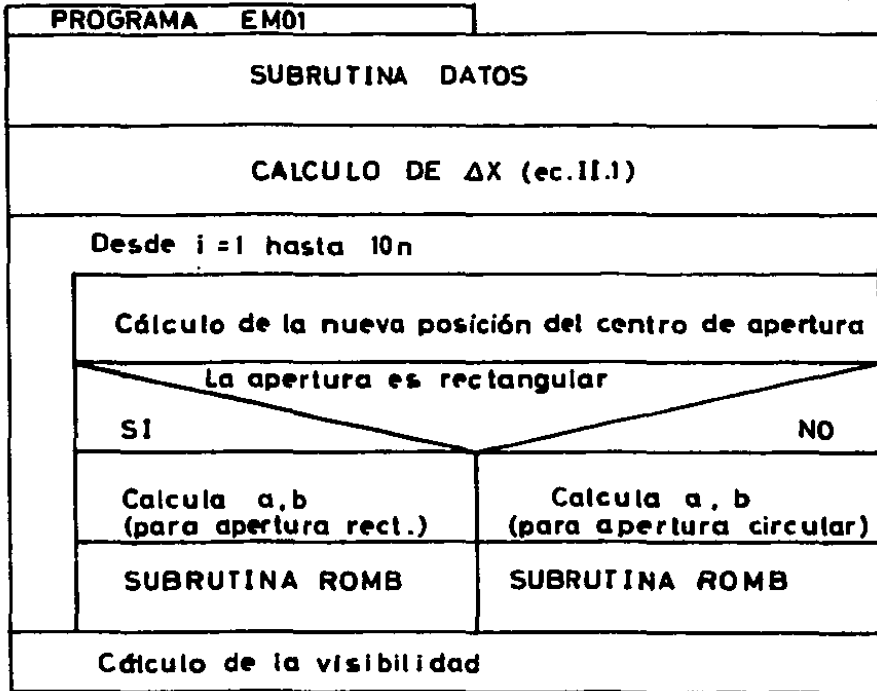 PROGRAMA EM01
SUBRUTINA DATOS
CALCULO DE ΔX (ec.II.1)
Desde i =1 hasta 10n
Cálculo de la nueva posición del centro de apertura
La apertura es rectangular
SI
NO
Calcula a,b
(para apertura rect.)
Calcula a, b
(para apertura circular)
SUBRUTINA ROMB
SUBRUTINA ROMB
Cálculo de la visibilidad